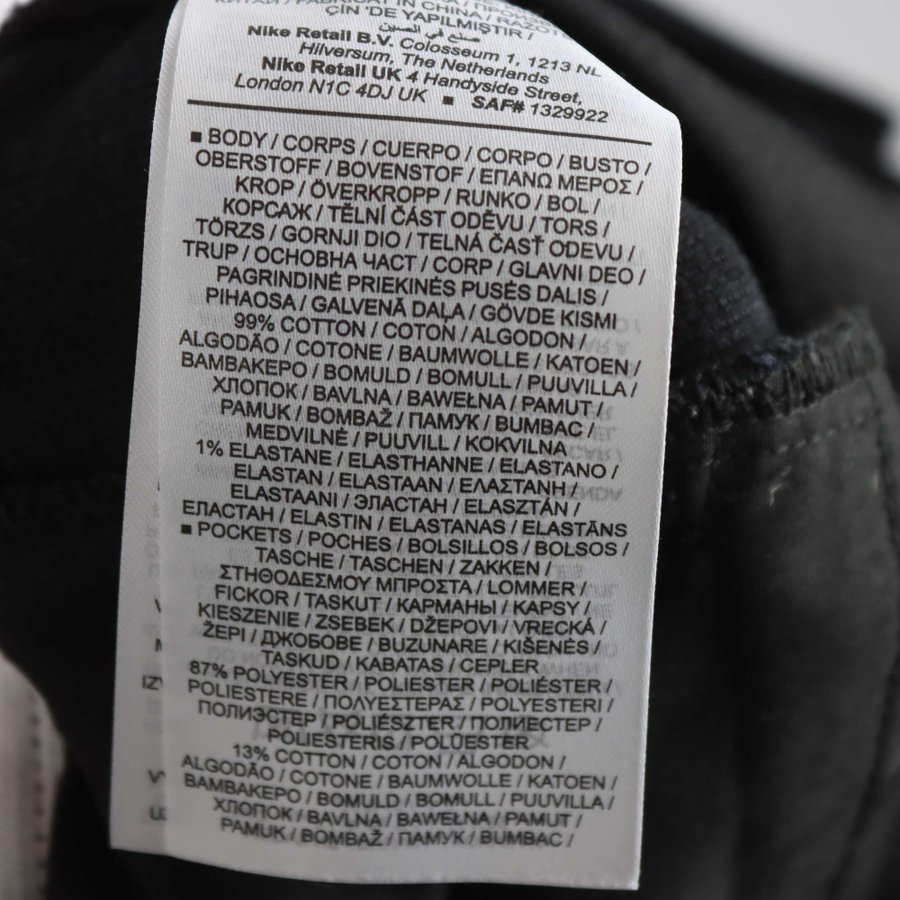 ÇİN 'DE YAPILMIŞTIR /
Nike Retail B.V. Colosseum 1, 1213 NL
Hilversum, The Netherlands
Nike Retail UK 4 Handyside Street,
London N1C 4DJ UK ■ SAF# 1329922
■ BODY / CORPS / CUERPO / CORPO / BUSTO /
OBERSTOFF / BOVENSTOF / ΕΠΑΝΩ ΜΕΡΟΣ /
KROP / ÖVERKROPP / RUNKO / BOL /
КОРСАЖ / TĚLNÍ ČÁST ODĚVU / TORS /
TÖRZS / GORNJI DIO / TELNÁ ČASŤ ODEVU /
TRUP / ОСНОВНА ЧАСТ / CORP / GLAVNI DEO /
PAGRINDINĖ PRIEKINĖS PUSĖS DALIS /
PIHAOSA / GALVENĀ DAĻA / GÖVDE KISMI
99% COTTON / COTON / ALGODON /
ALGODÃO / COTONE / BAUMWOLLE / KATOEN /
ΒΑΜΒΑΚΕΡΟ / BOMULD / BOMULL / PUUVILLA /
ХЛОПОК / BAVLNA / BAWEŁNA / PAMUT /
PAMUK / BOMBAŽ / ПАМУК / BUMBAC /
MEDVILNĖ / PUUVILL / KOKVILNA
1% ELASTANE / ELASTHANNE / ELASTANO /
ELASTAN / ELASTAAN / ΕΛΑΣΤΑΝΗ /
ELASTAANI / ЭЛАСТАН / ELASZTÁN /
ЕЛАСТАН / ELASTIN / ELASTANAS / ELASTĀNS
■ POCKETS / POCHES / BOLSILLOS / BOLSOS /
TASCHE / TASCHEN / ZAKKEN /
ΣΤΗΘΟΔΕΣΜΟΥ ΜΠΡΟΣΤΑ / LOMMER /
FICKOR / TASKUT / КАРМАНЫ / KAPSY /
KIESZENIE / ZSEBEK / DŽEPOVI / VRECKÁ /
ŽEPI / ДЖОБОВЕ / BUZUNARE / KIŠENĖS /
TASKUD / KABATAS / CEPLER
87% POLYESTER / POLIESTER / POLIÉSTER /
POLIESTERE / ΠΟΛΥΕΣΤΕΡΑΣ / POLYESTERI /
ПОЛИЭСТЕР / POLIÉSZTER / ПОЛИЕСТЕР /
POLIESTERIS / POLÜESTER
13% COTTON / COTON / ALGODON /
ALGODÃO / COTONE / BAUMWOLLE / KATOEN /
ΒΑΜΒΑΚΕΡΟ / BOMULD / BOMULL / PUUVILLA /
ХЛОПОК / BAVLNA / BAWEŁNA / PAMUT /
PAMUK / BOMBAŽ / ПАМУК / BUMBAC /